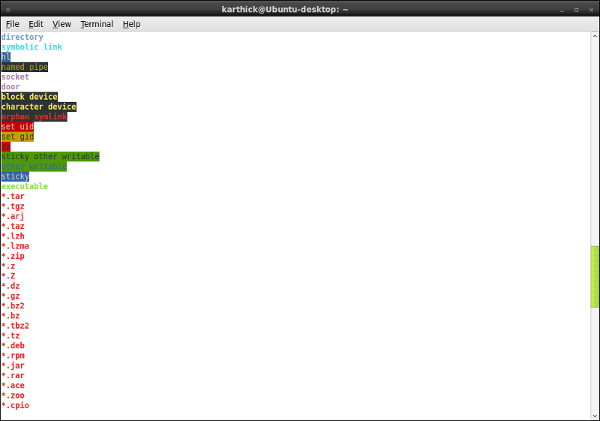 karthick@Ubuntu-desktop: ~
File Edit View Terminal Help
directory
symbolic link
hl
named pipe
socket
door
block device
character device
orphan symlink
set uid
set gid
sticky other writable
other writable
sticky
executable
*.tar
*.tgz
*.arj
*.taz
*.lzh
*.lzma
*.zip
*.z
*.Z
*.dz
*.gz
*.bz2
*.bz
*.tbz2
*.tz
*.deb
*.rpm
*.jar
*.rar
*.ace
*.zoo
*.cpio